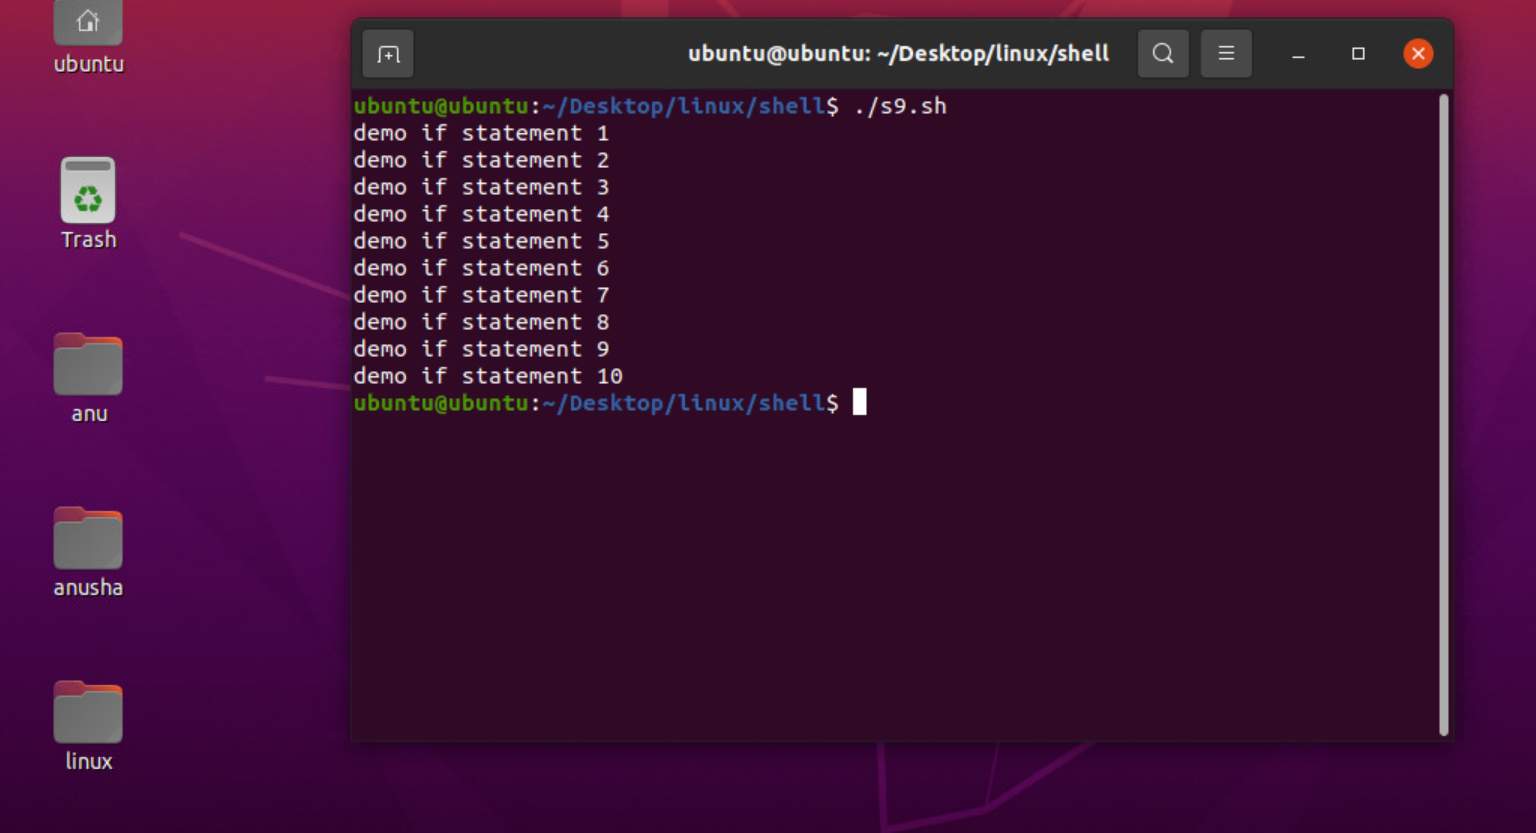 ubuntu
Trash
anu
anusha
linux
ubuntu@ubuntu: ~/Desktop/linux/shell
ubuntu@ubuntu:~/Desktop/linux/shell$ ./s9.sh
demo if statement 1
demo if statement 2
demo if statement 3
demo if statement 4
demo if statement 5
demo if statement 6
demo if statement 7
demo if statement 8
demo if statement 9
demo if statement 10
ubuntu@ubuntu:~/Desktop/linux/shell$